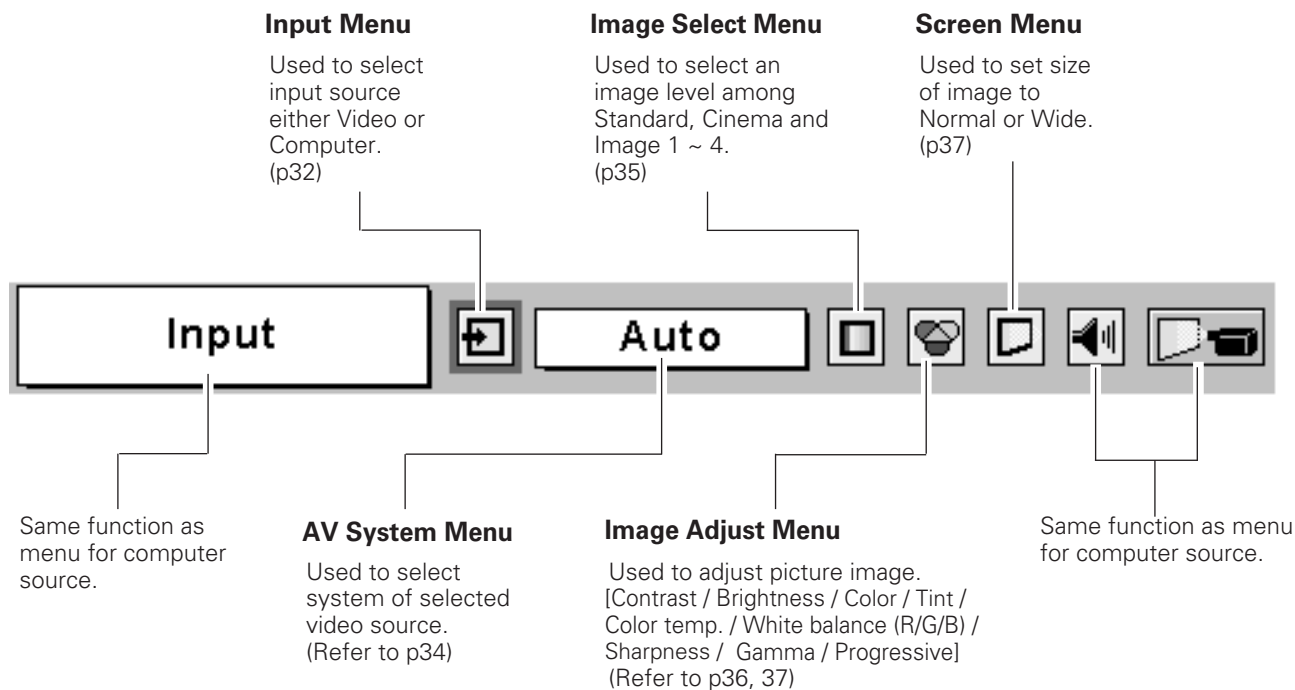 Input Menu
Used to select
input source
either Video or
Computer.
(p32)
Image Select Menu
Used to select an
image level among
Standard, Cinema and
Image 1 ~ 4.
(p35)
Screen Menu
Used to set size
of image to
Normal or Wide.
(p37)
Input
Auto
Same function as
menu for computer
source.
AV System Menu
Used to select
system of selected
video source.
(Refer to p34)
Image Adjust Menu
Used to adjust picture image.
[Contrast / Brightness / Color / Tint /
Color temp. / White balance (R/G/B) /
Sharpness / Gamma / Progressive]
(Refer to p36, 37)
Same function as menu
for computer source.